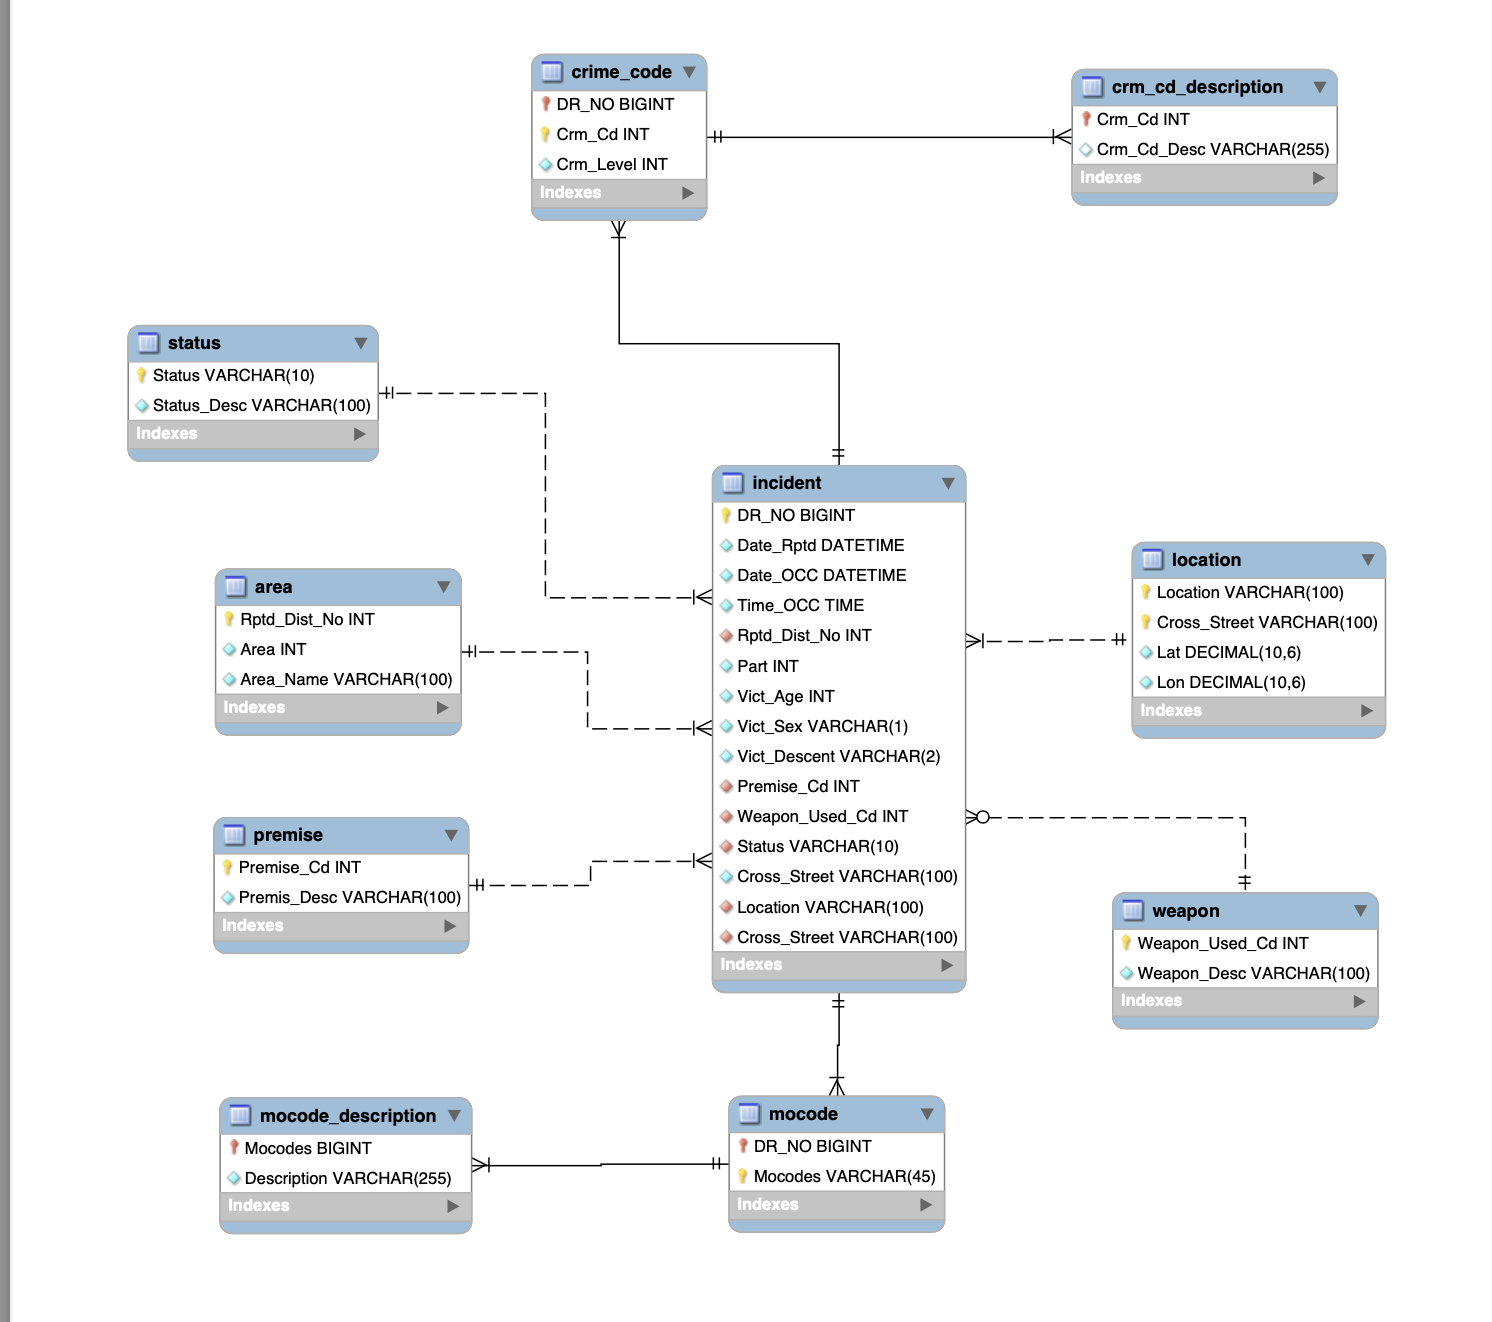 crime_code
DR_NO BIGINT
Crm_Cd INT
Crm_Level INT
Indexes
crm_cd_description
Crm_Cd INT
Crm_Cd_Desc VARCHAR(255)
Indexes
status
Status VARCHAR(10)
Status_Desc VARCHAR(100)
Indexes
area
Rptd_Dist_No INT
Area INT
Area_Name VARCHAR(100)
Indexes
premise
Premise_Cd INT
Premis_Desc VARCHAR(100)
Indexes
incident
DR_NO BIGINT
Date_Rptd DATETIME
Date_OCC DATETIME
Time_OCC TIME
Rptd_Dist_No INT
Part INT
Vict_Age INT
Vict_Sex VARCHAR(1)
Vict_Descent VARCHAR(2)
Premise_Cd INT
Weapon_Used_Cd INT
Status VARCHAR(10)
Cross_Street VARCHAR(100)
Location VARCHAR(100)
Cross_Street VARCHAR(100)
Indexes
location
Location VARCHAR(100)
Cross_Street VARCHAR(100)
Lat DECIMAL(10,6)
Lon DECIMAL(10,6)
Indexes
weapon
Weapon_Used_Cd INT
Weapon_Desc VARCHAR(100)
Indexes
mocode_description
Mocodes BIGINT
Description VARCHAR(255)
Indexes
mocode
DR_NO BIGINT
Mocodes VARCHAR(45)
Indexes